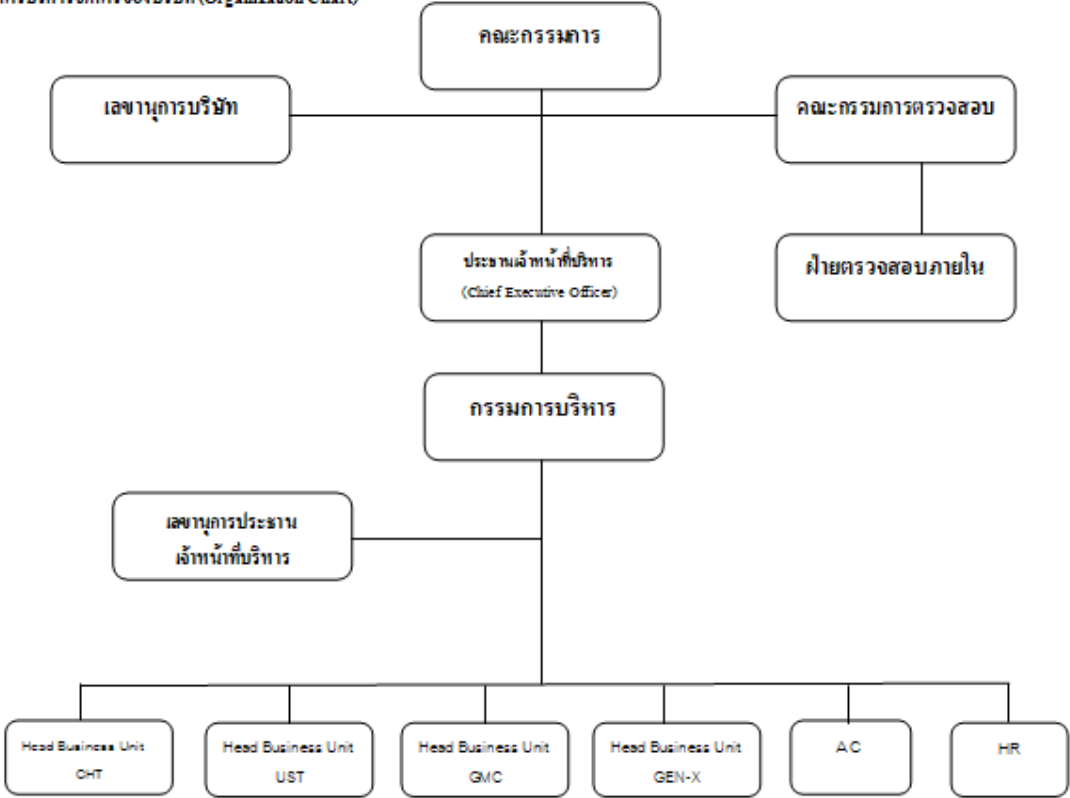 (Organization Chart)
คณะกรรมการ
เลขานุการบริษัท
คณะกรรมการตรวจสอบ
ประธานเจ้าหน้าที่บริหาร
(Chief Executive Officer)
ฝ่ายตรวจสอบภายใน
กรรมการบริหาร
เลขานุการประธาน
เจ้าหน้าที่บริหาร
Head Business Unit
CHT
Head Business Unit
UST
Head Business Unit
GMC
Head Business Unit
GEN-X
AC
HR